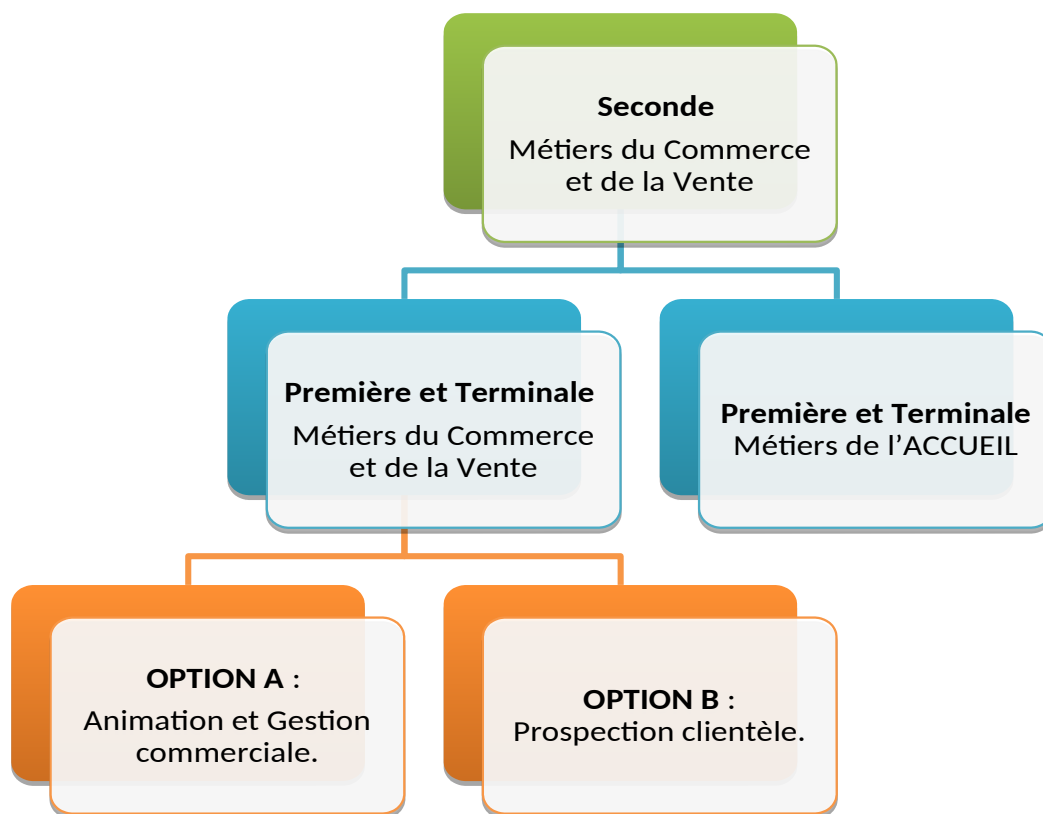 Seconde
Métiers du Commerce
et de la Vente
Première et Terminale
Métiers du Commerce
et de la Vente
Première et Terminale
Métiers de l’ACCUEIL
OPTION A :
Animation et Gestion
commerciale.
OPTION B :
Prospection clientèle.